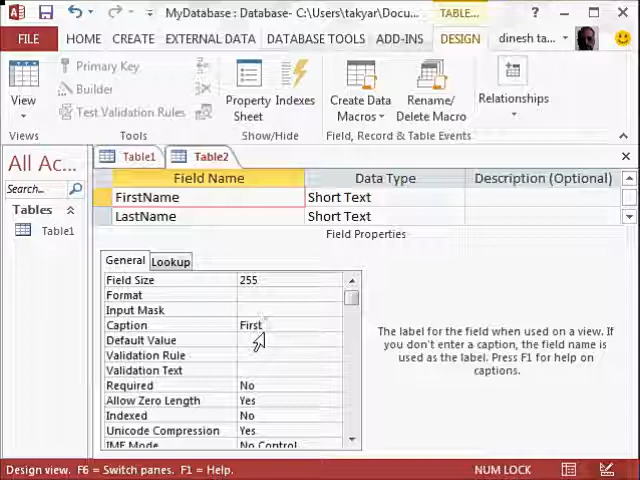 MyDatabase : Database- C:\Users\takyar\Docu...
TABLE...
FILE
HOME
CREATE
EXTERNAL DATA
DATABASE TOOLS
ADD-INS
DESIGN
dinesh ta...
View
Primary Key
Builder
Test Validation Rules
Property Sheet
Indexes
Create Data Macros
Rename/ Delete Macro
Relationships
Views
Tools
Show/Hide
Field, Record & Table Events
All Ac...
Search...
Tables
Table1
Table1
Table2
Field Name
Data Type
Description (Optional)
FirstName
Short Text
LastName
Short Text
Field Properties
General
Lookup
Field Size 255
Format
Input Mask
Caption First
Default Value
Validation Rule
Validation Text
Required No
Allow Zero Length Yes
Indexed No
Unicode Compression Yes
IME Mode No Control
The label for the field when used on a view. If
you don't enter a caption, the field name is
used as the label. Press F1 for help on
captions.
Design view. F6 = Switch panes. F1 = Help.
NUM LOCK